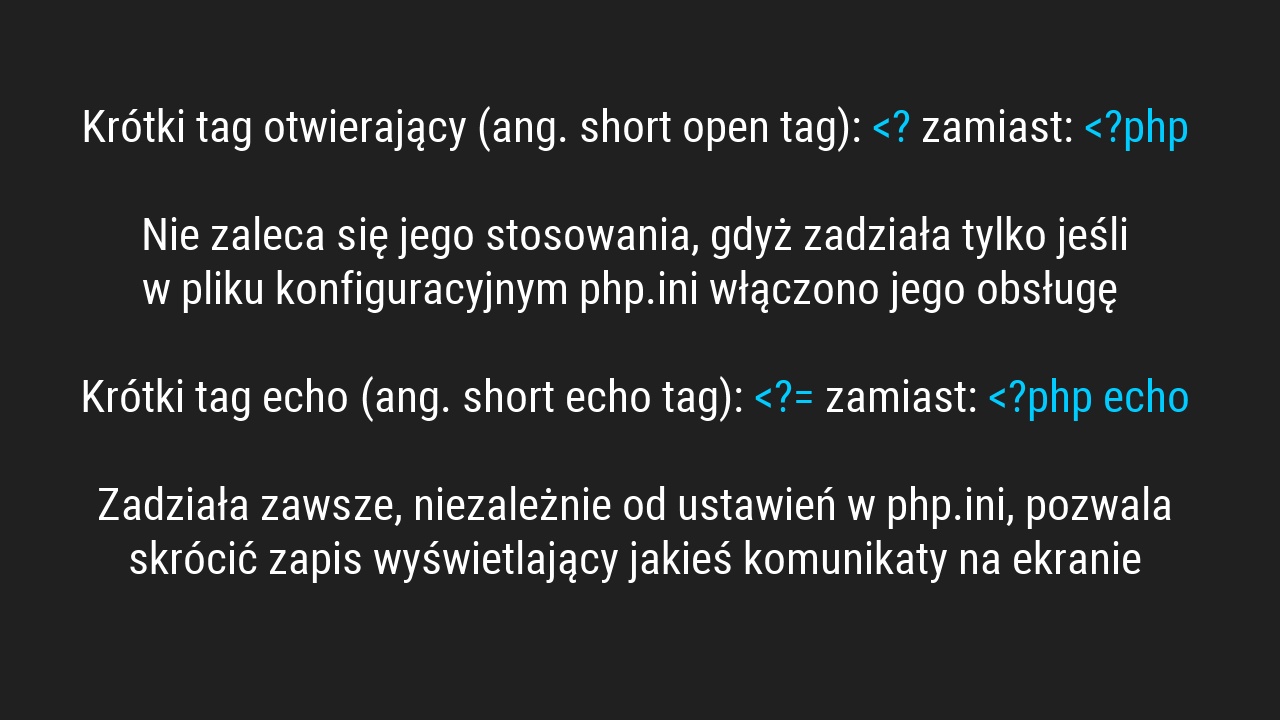 Krótki tag otwierający (ang. short open tag): <? zamiast: <?php
Nie zaleca się jego stosowania, gdyż zadziała tylko jeśli
w pliku konfiguracyjnym php.ini włączono jego obsługę
Krótki tag echo (ang. short echo tag): <?= zamiast: <?php echo
Zadziała zawsze, niezależnie od ustawień w php.ini, pozwala
skrócić zapis wyświetlający jakieś komunikaty na ekranie